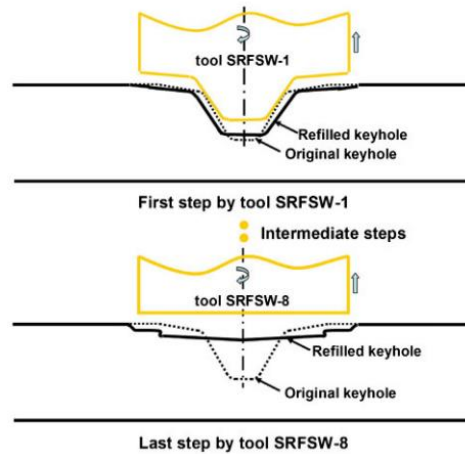 tool SRFSW-1
Refilled keyhole
Original keyhole
First step by tool SRFSW-1
Intermediate steps
tool SRFSW-8
Refilled keyhole
Original keyhole
Last step by tool SRFSW-8